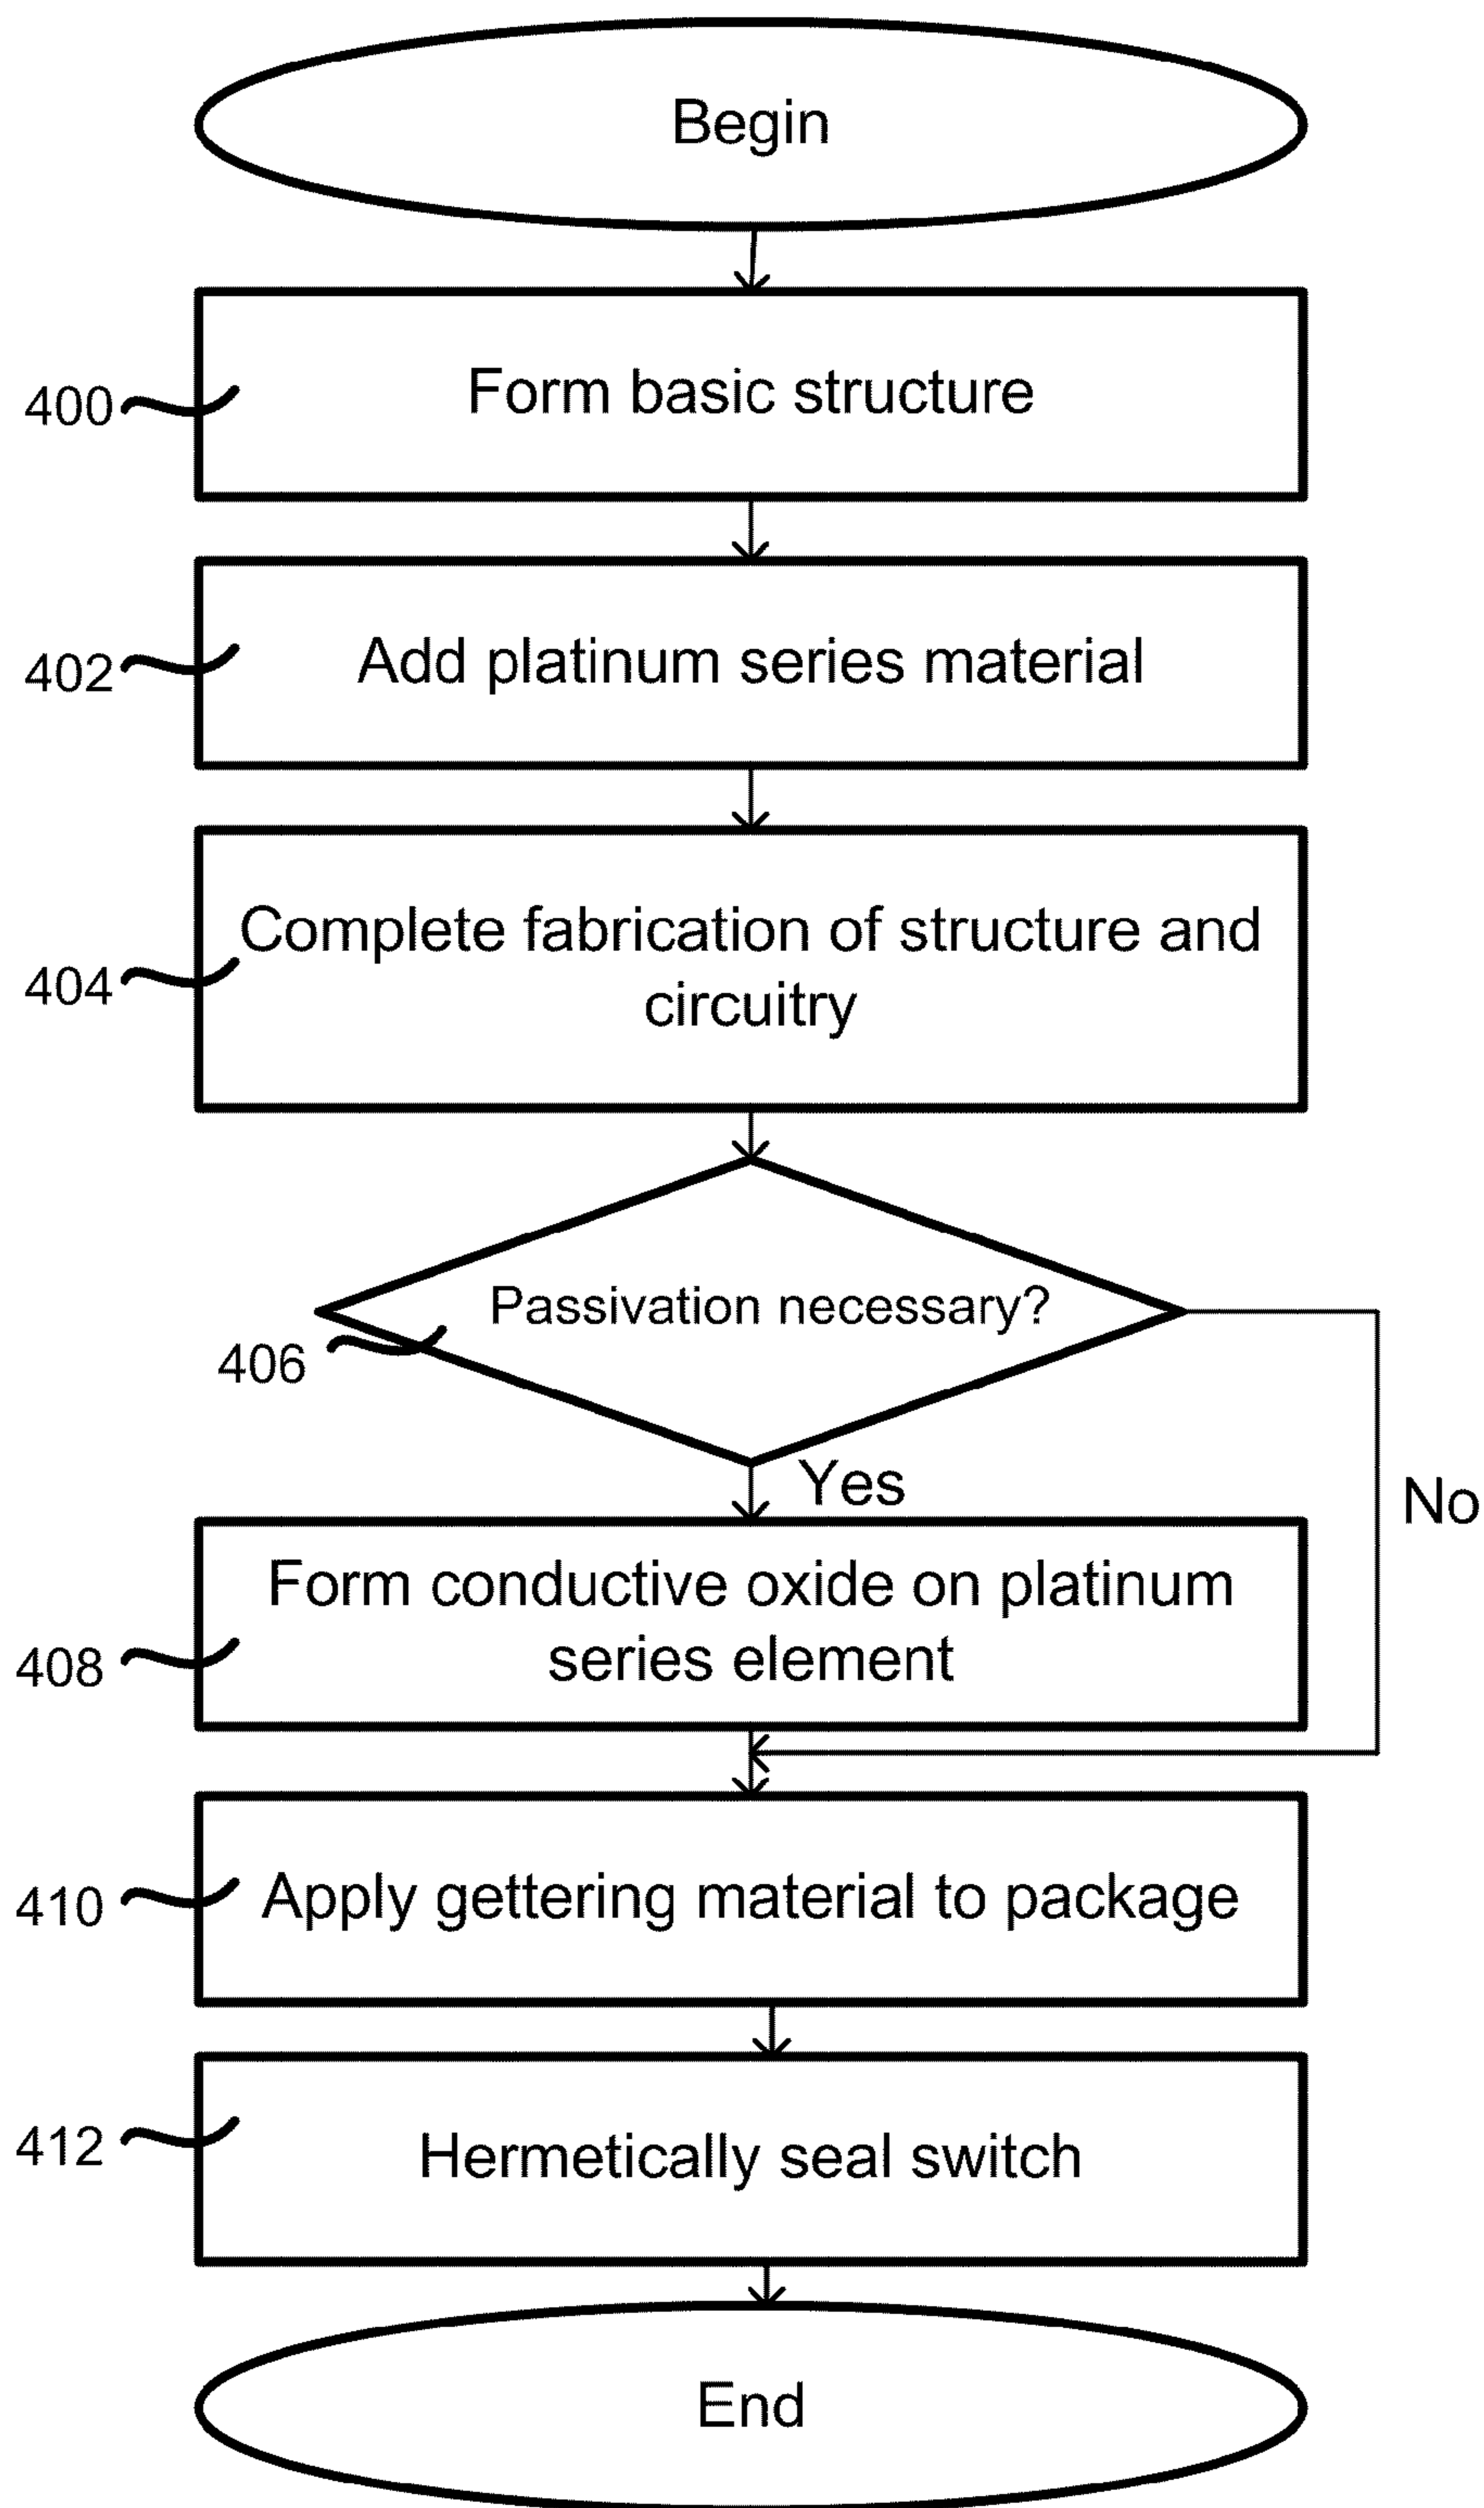 Begin
400
Form basic structure
402
Add platinum series material
404
Complete fabrication of structure and
circuitry
406
Passivation necessary?
Yes
No
408
Form conductive oxide on platinum
series element
410
Apply gettering material to package
412
Hermetically seal switch
End